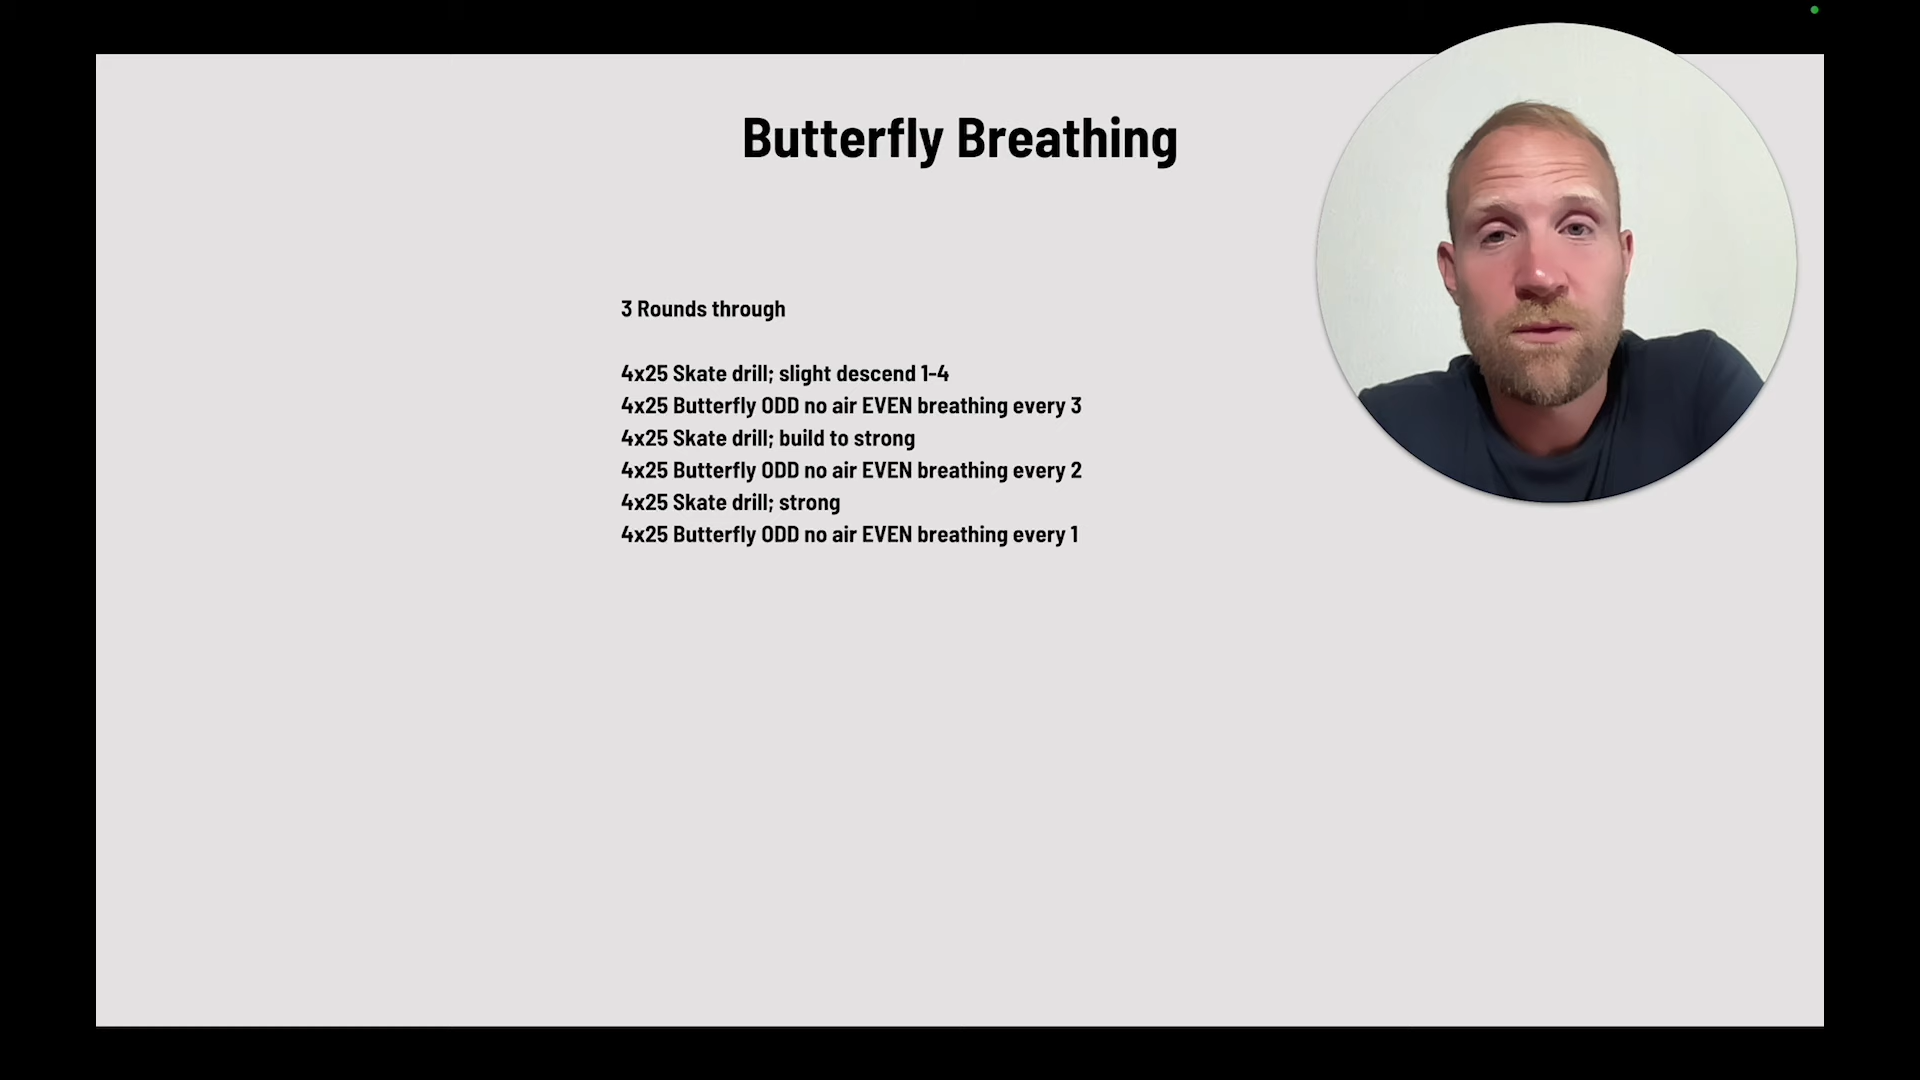 Butterfly Breathing
3 Rounds through
4x25 Skate drill; slight descend 1-4
4x25 Butterfly ODD no air EVEN breathing every 3
4x25 Skate drill; build to strong
4x25 Butterfly ODD no air EVEN breathing every 2
4x25 Skate drill; strong
4x25 Butterfly ODD no air EVEN breathing every 1